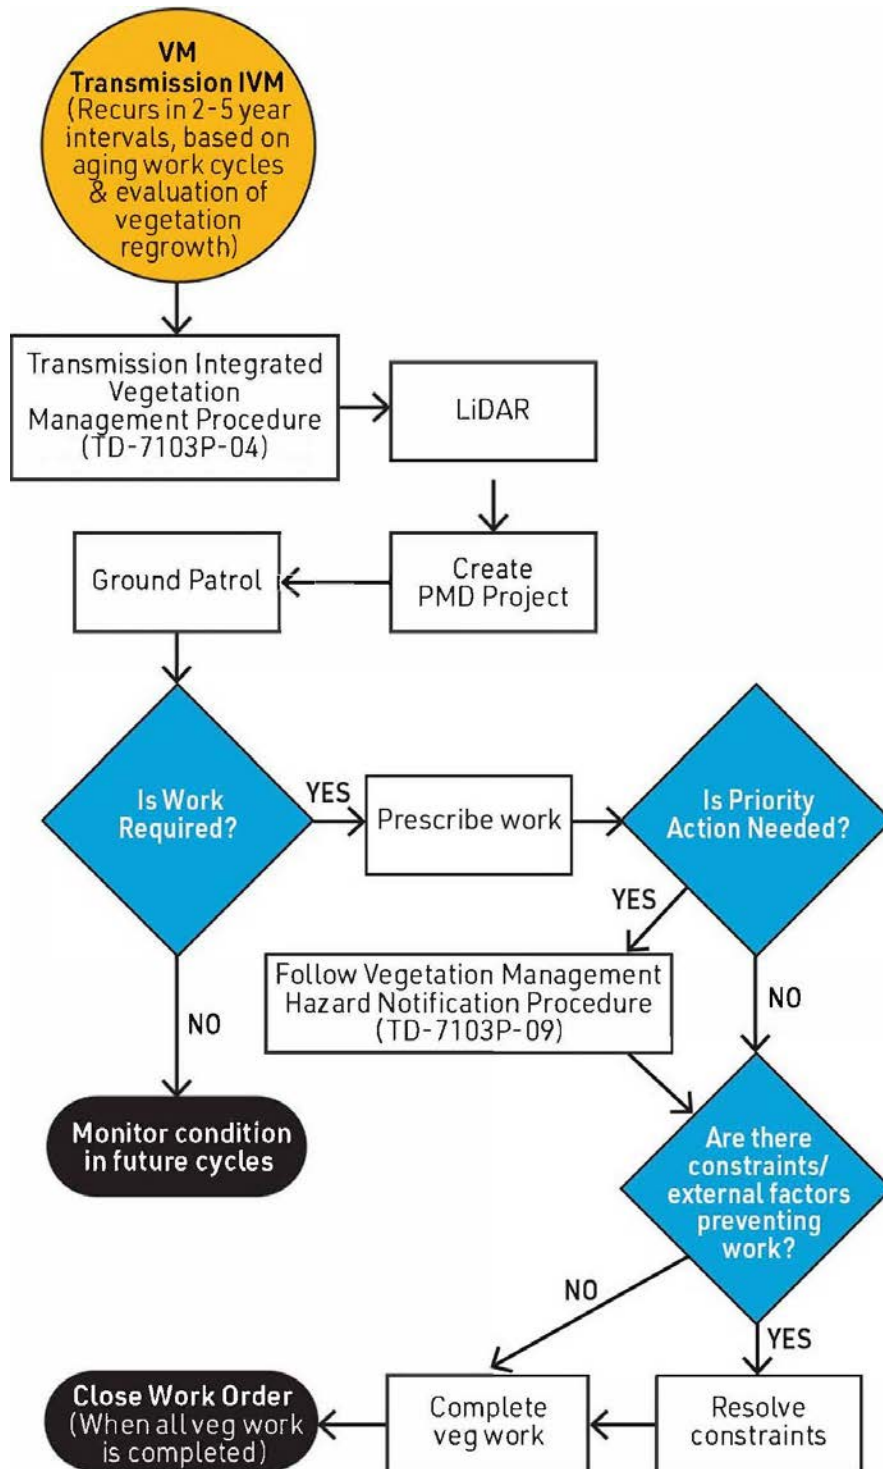 VM
Transmission IVM
(Recurs in 2-5 year
intervals, based on
aging work cycles
& evaluation of
vegetation
regrowth)
Transmission Integrated
Vegetation
Management Procedure
(TD-7103P-04)
LiDAR
Create
PMD Project
Ground Patrol
Is Work
Required?
YES
Prescribe work
Is Priority
Action Needed?
YES
Follow Vegetation Management
Hazard Notification Procedure
(TD-7103P-09)
NO
NO
Monitor condition
in future cycles
Are there
constraints/
external factors
preventing
work?
NO
YES
Resolve
constraints
Complete
veg work
Close Work Order
(When all veg work
is completed)